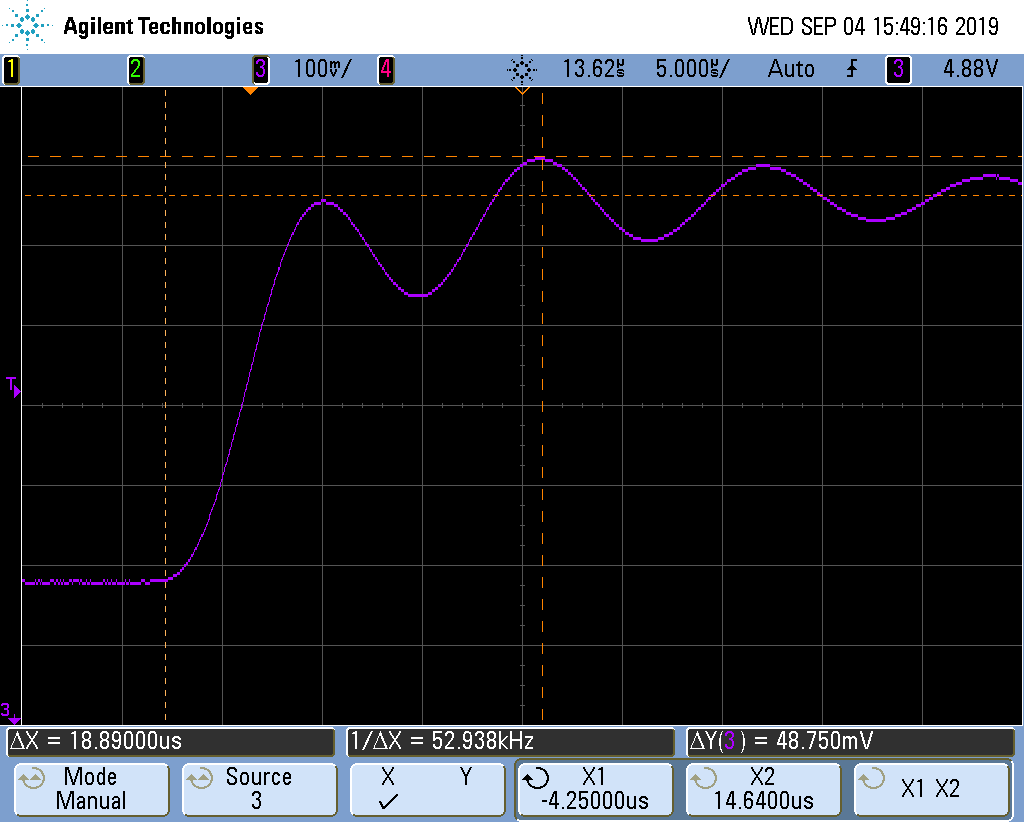 Agilent Technologies
WED SEP 04 15:49:16 2019
1 2 3 100mV/ 4 13.62µs 5.000µs/ Auto 3 4.88V
T
3
ΔX = 18.89000us 1/ΔX = 52.938kHz ΔY(3) = 48.750mV
Mode
Manual
Source
3
X Y
X1
-4.25000us
X2
14.6400us
X1 X2